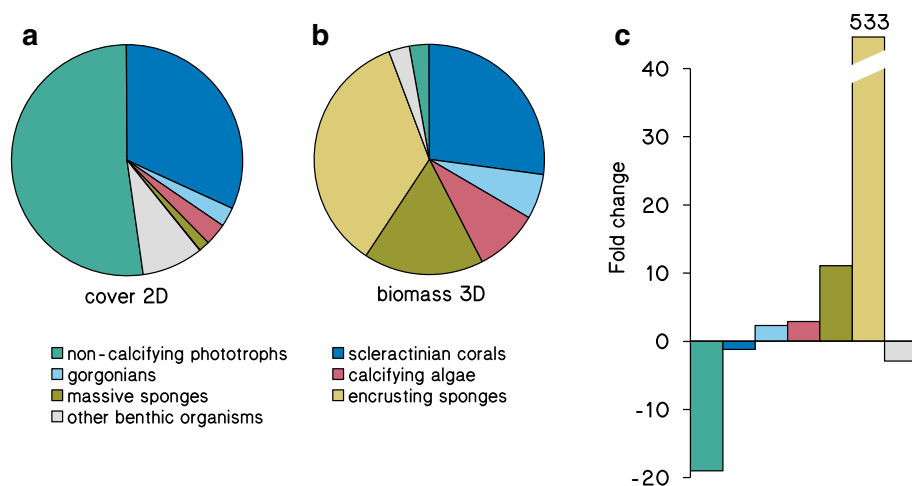 a
cover 2D
b
biomass 3D
non-calcifying phototrophs
gorgonians
massive sponges
other benthic organisms
scleractinian corals
calcifying algae
encrusting sponges
c
533
Fold change
40
30
20
10
0
-10
-20